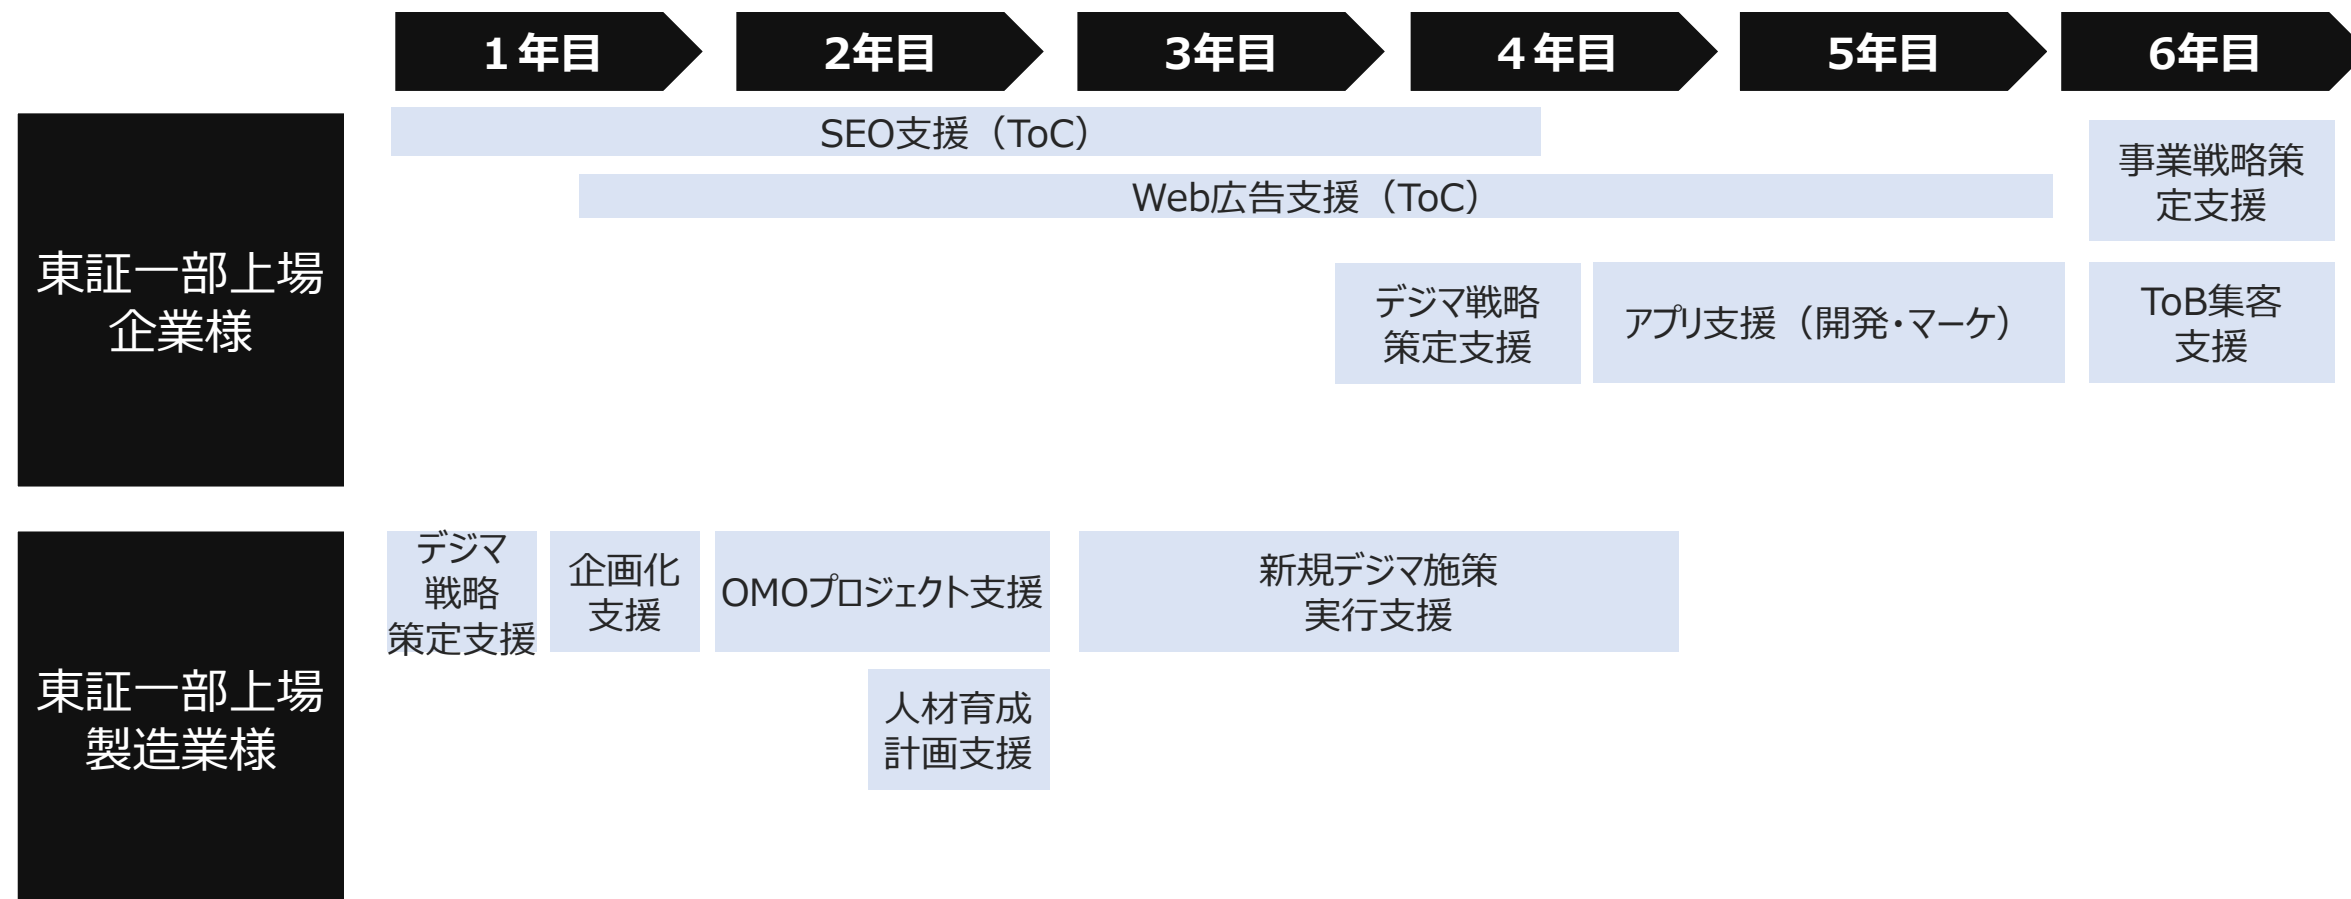 １年目
2年目
3年目
４年目
5年目
6年目
東証一部上場
企業様
SEO支援（ToC）
Web広告支援（ToC）
事業戦略策
定支援
デジマ戦略
策定支援
アプリ支援（開発・マーケ）
ToB集客
支援
東証一部上場
製造業様
デジマ
戦略
策定支援
企画化
支援
OMOプロジェクト支援
新規デジマ施策
実行支援
人材育成
計画支援